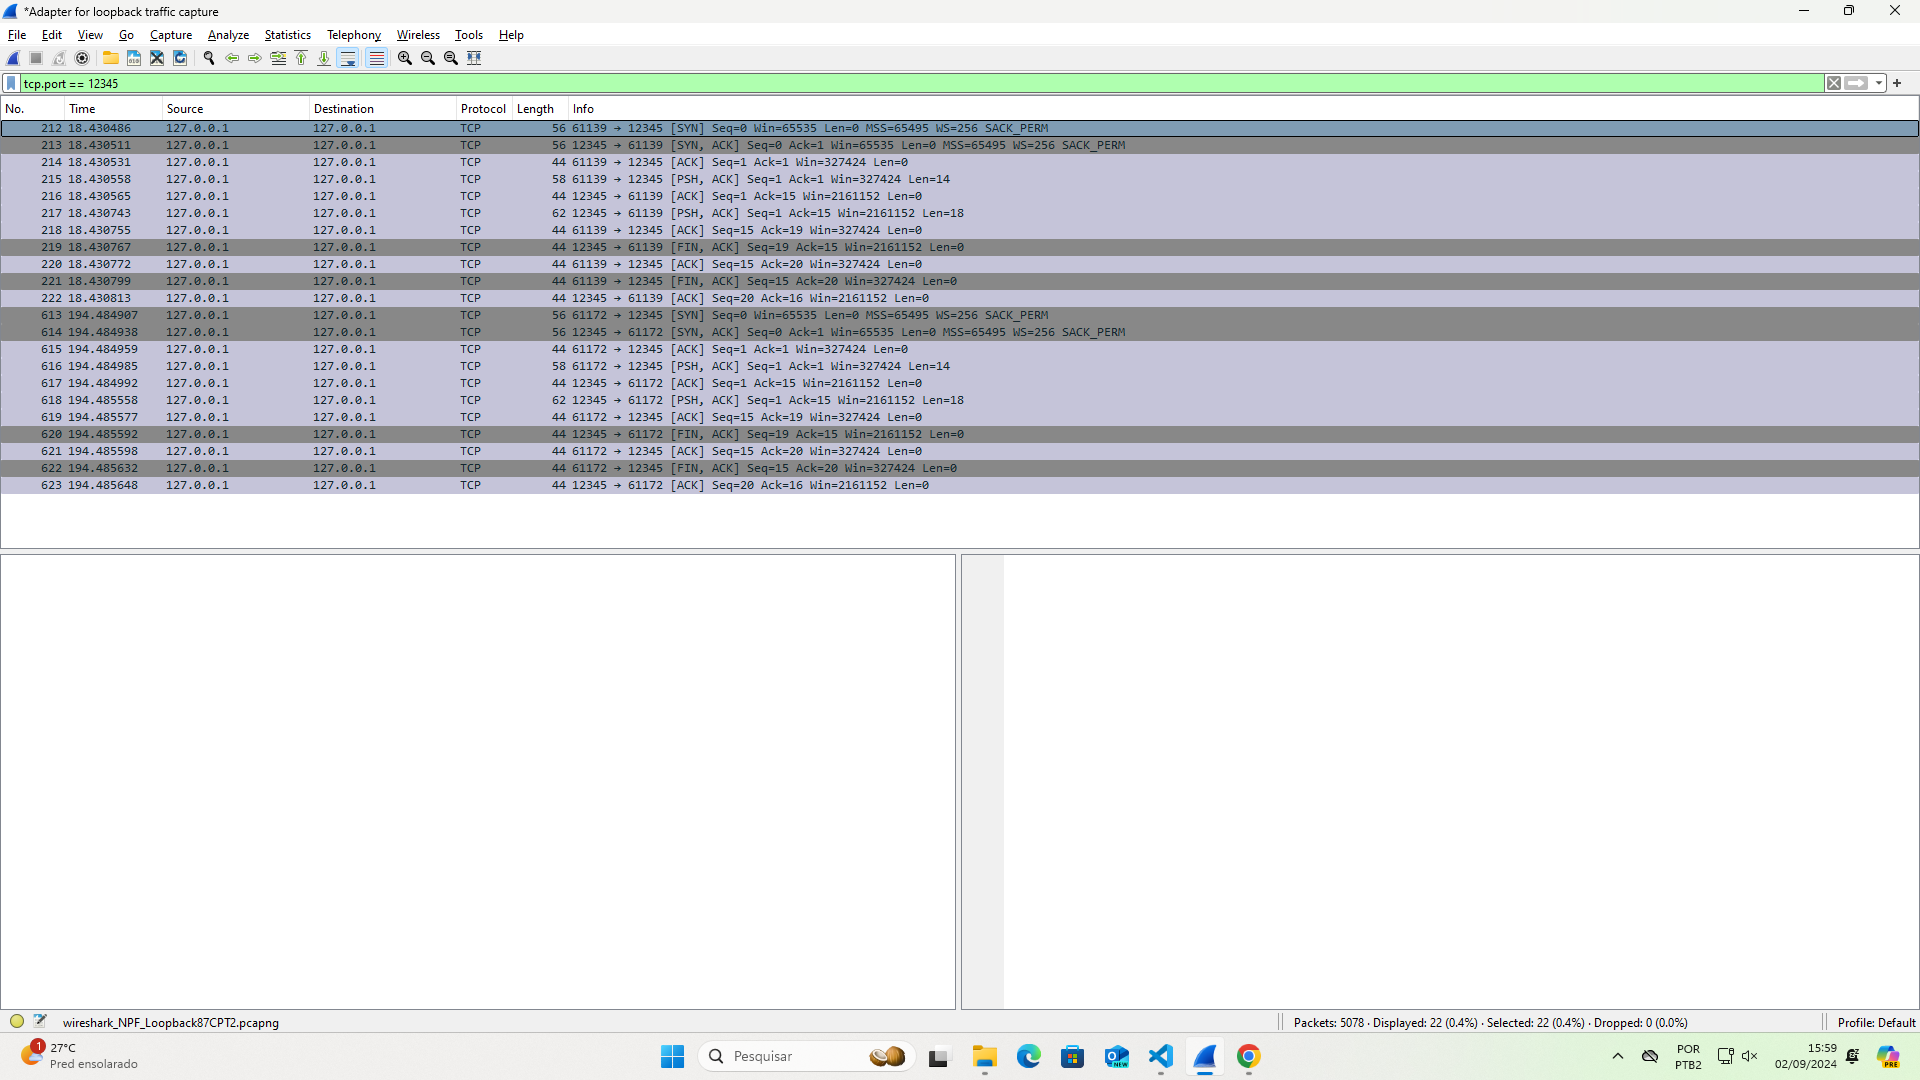 *Adapter for loopback traffic capture
File Edit View Go Capture Analyze Statistics Telephony Wireless Tools Help
tcp.port == 12345
No. Time Source Destination Protocol Length Info
212 18.430486 127.0.0.1 127.0.0.1 TCP 56 61139 → 12345 [SYN] Seq=0 Win=65535 Len=0 MSS=65495 WS=256 SACK_PERM
213 18.430511 127.0.0.1 127.0.0.1 TCP 56 12345 → 61139 [SYN, ACK] Seq=0 Ack=1 Win=65535 Len=0 MSS=65495 WS=256 SACK_PERM
214 18.430531 127.0.0.1 127.0.0.1 TCP 44 61139 → 12345 [ACK] Seq=1 Ack=1 Win=327424 Len=0
215 18.430558 127.0.0.1 127.0.0.1 TCP 58 61139 → 12345 [PSH, ACK] Seq=1 Ack=1 Win=327424 Len=14
216 18.430565 127.0.0.1 127.0.0.1 TCP 44 12345 → 61139 [ACK] Seq=1 Ack=15 Win=2161152 Len=0
217 18.430743 127.0.0.1 127.0.0.1 TCP 62 12345 → 61139 [PSH, ACK] Seq=1 Ack=15 Win=2161152 Len=18
218 18.430755 127.0.0.1 127.0.0.1 TCP 44 61139 → 12345 [ACK] Seq=15 Ack=19 Win=327424 Len=0
219 18.430767 127.0.0.1 127.0.0.1 TCP 44 12345 → 61139 [FIN, ACK] Seq=19 Ack=15 Win=2161152 Len=0
220 18.430772 127.0.0.1 127.0.0.1 TCP 44 61139 → 12345 [ACK] Seq=15 Ack=20 Win=327424 Len=0
221 18.430799 127.0.0.1 127.0.0.1 TCP 44 61139 → 12345 [FIN, ACK] Seq=15 Ack=20 Win=327424 Len=0
222 18.430813 127.0.0.1 127.0.0.1 TCP 44 12345 → 61139 [ACK] Seq=20 Ack=16 Win=2161152 Len=0
613 194.484907 127.0.0.1 127.0.0.1 TCP 56 61172 → 12345 [SYN] Seq=0 Win=65535 Len=0 MSS=65495 WS=256 SACK_PERM
614 194.484938 127.0.0.1 127.0.0.1 TCP 56 12345 → 61172 [SYN, ACK] Seq=0 Ack=1 Win=65535 Len=0 MSS=65495 WS=256 SACK_PERM
615 194.484959 127.0.0.1 127.0.0.1 TCP 44 61172 → 12345 [ACK] Seq=1 Ack=1 Win=327424 Len=0
616 194.484985 127.0.0.1 127.0.0.1 TCP 58 61172 → 12345 [PSH, ACK] Seq=1 Ack=1 Win=327424 Len=14
617 194.484992 127.0.0.1 127.0.0.1 TCP 44 12345 → 61172 [ACK] Seq=1 Ack=15 Win=2161152 Len=0
618 194.485558 127.0.0.1 127.0.0.1 TCP 62 12345 → 61172 [PSH, ACK] Seq=1 Ack=15 Win=2161152 Len=18
619 194.485577 127.0.0.1 127.0.0.1 TCP 44 61172 → 12345 [ACK] Seq=15 Ack=19 Win=327424 Len=0
620 194.485592 127.0.0.1 127.0.0.1 TCP 44 12345 → 61172 [FIN, ACK] Seq=19 Ack=15 Win=2161152 Len=0
621 194.485598 127.0.0.1 127.0.0.1 TCP 44 61172 → 12345 [ACK] Seq=15 Ack=20 Win=327424 Len=0
622 194.485632 127.0.0.1 127.0.0.1 TCP 44 61172 → 12345 [FIN, ACK] Seq=15 Ack=20 Win=327424 Len=0
623 194.485648 127.0.0.1 127.0.0.1 TCP 44 12345 → 61172 [ACK] Seq=20 Ack=16 Win=2161152 Len=0
wireshark_NPF_Loopback87CPT2.pcapng Packets: 5078 · Displayed: 22 (0.4%) · Selected: 22 (0.4%) · Dropped: 0 (0.0%) Profile: Default
1
27°C
Pred ensolarado
Pesquisar
NEW
POR
PTB2
15:59
02/09/2024
PRE